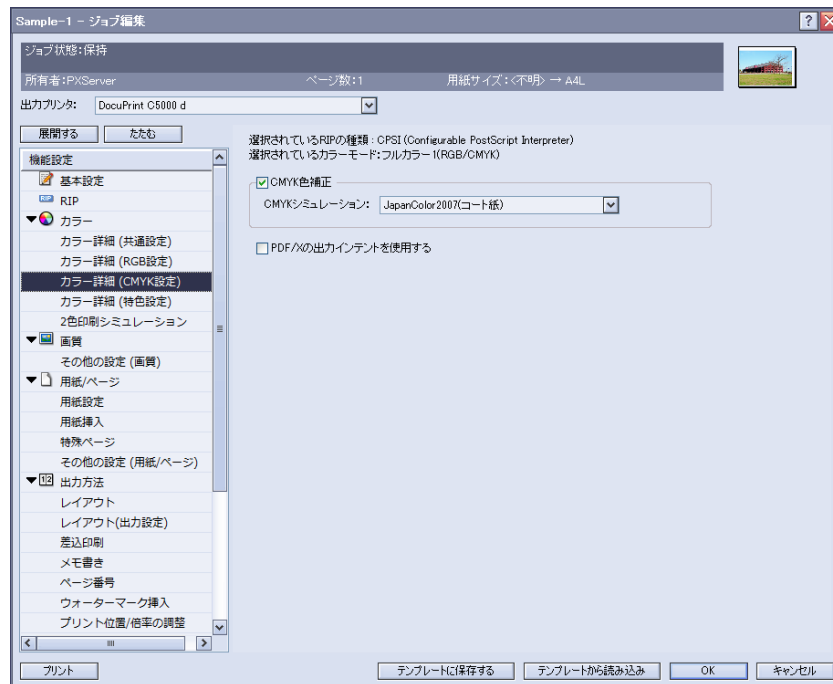 Sample-1 - ジョブ編集
ジョブ状態:保持
所有者:PXServer ページ数:1 用紙サイズ:<不明> → A4L
出力プリンタ: DocuPrint C5000 d
展開する たたむ
機能設定
基本設定
RIP RIP
カラー
カラー詳細 (共通設定)
カラー詳細 (RGB設定)
カラー詳細 (CMYK設定)
カラー詳細 (特色設定)
2色印刷シミュレーション
画質
その他の設定 (画質)
用紙/ページ
用紙設定
用紙挿入
特殊ページ
その他の設定 (用紙/ページ)
12 出力方法
レイアウト
レイアウト(出力設定)
差込印刷
メモ書き
ページ番号
ウォーターマーク挿入
プリント位置/倍率の調整
選択されているRIPの種類 : CPSI (Configurable PostScript Interpreter)
選択されているカラーモード:フルカラー1(RGB/CMYK)
CMYK色補正
CMYKシミュレーション: JapanColor2007(コート紙)
PDF/Xの出力インテントを使用する
プリント テンプレートに保存する テンプレートから読み込み OK キャンセル